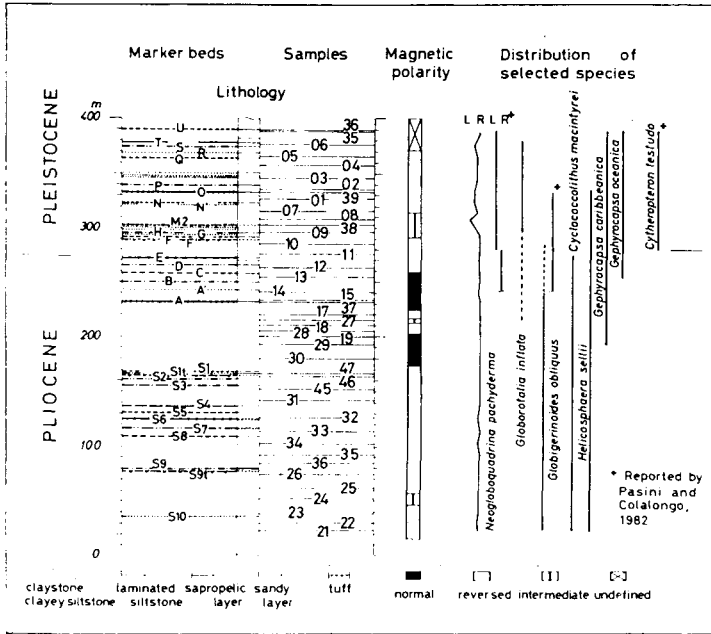 Marker beds
Samples
Magnetic polarity
Distribution of selected species
Lithology
m
400
300
200
100
0
PLEISTOCENE
PLIOCENE
U
T
S
R
Q
P
O
N
N'
M2
H
G
F
F'
E
D
C
B
A'
A
S1t
S1
S2
S3
S4
S5
S6
S7
S8
S9
S9t
S10
36
35
06
05
04
03
02
01
39
07
08
09
38
10
11
12
13
14
15
17
37
27
18
28
19
29
30
47
46
45
31
32
33
34
35
36
26
25
24
23
22
21
L R L R+
Neogloboquadrina pachyderma
Globorotalia inflata
Globigerinoides obliquus
+
Cyclococcolithus macintyrei
Helicosphaera sellii
Gephyrocapsa caribbeanica
Gephyrocapsa oceanica
Cytheropteron testudo
+
+ Reported by
Pasini and
Colalongo,
1982
claystone
clayey siltstone
laminated
siltstone
sapropelic
layer
sandy
layer
tuff
normal
reversed
intermediate
undefined